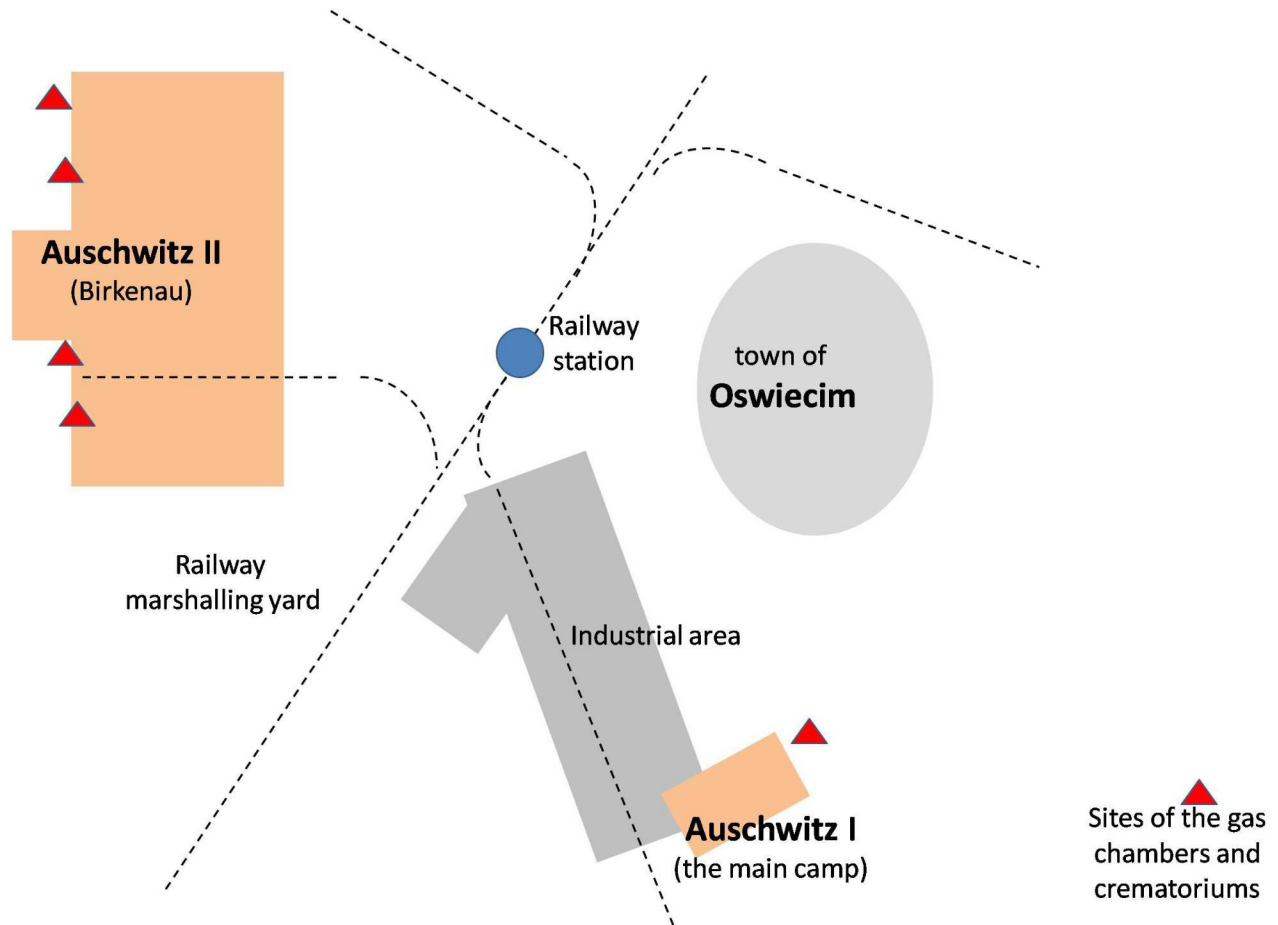 Auschwitz II
(Birkenau)
Railway
station
town of
Oswiecim
Railway
marshalling yard
Industrial area
Auschwitz I
(the main camp)
Sites of the gas
chambers and
crematoriums